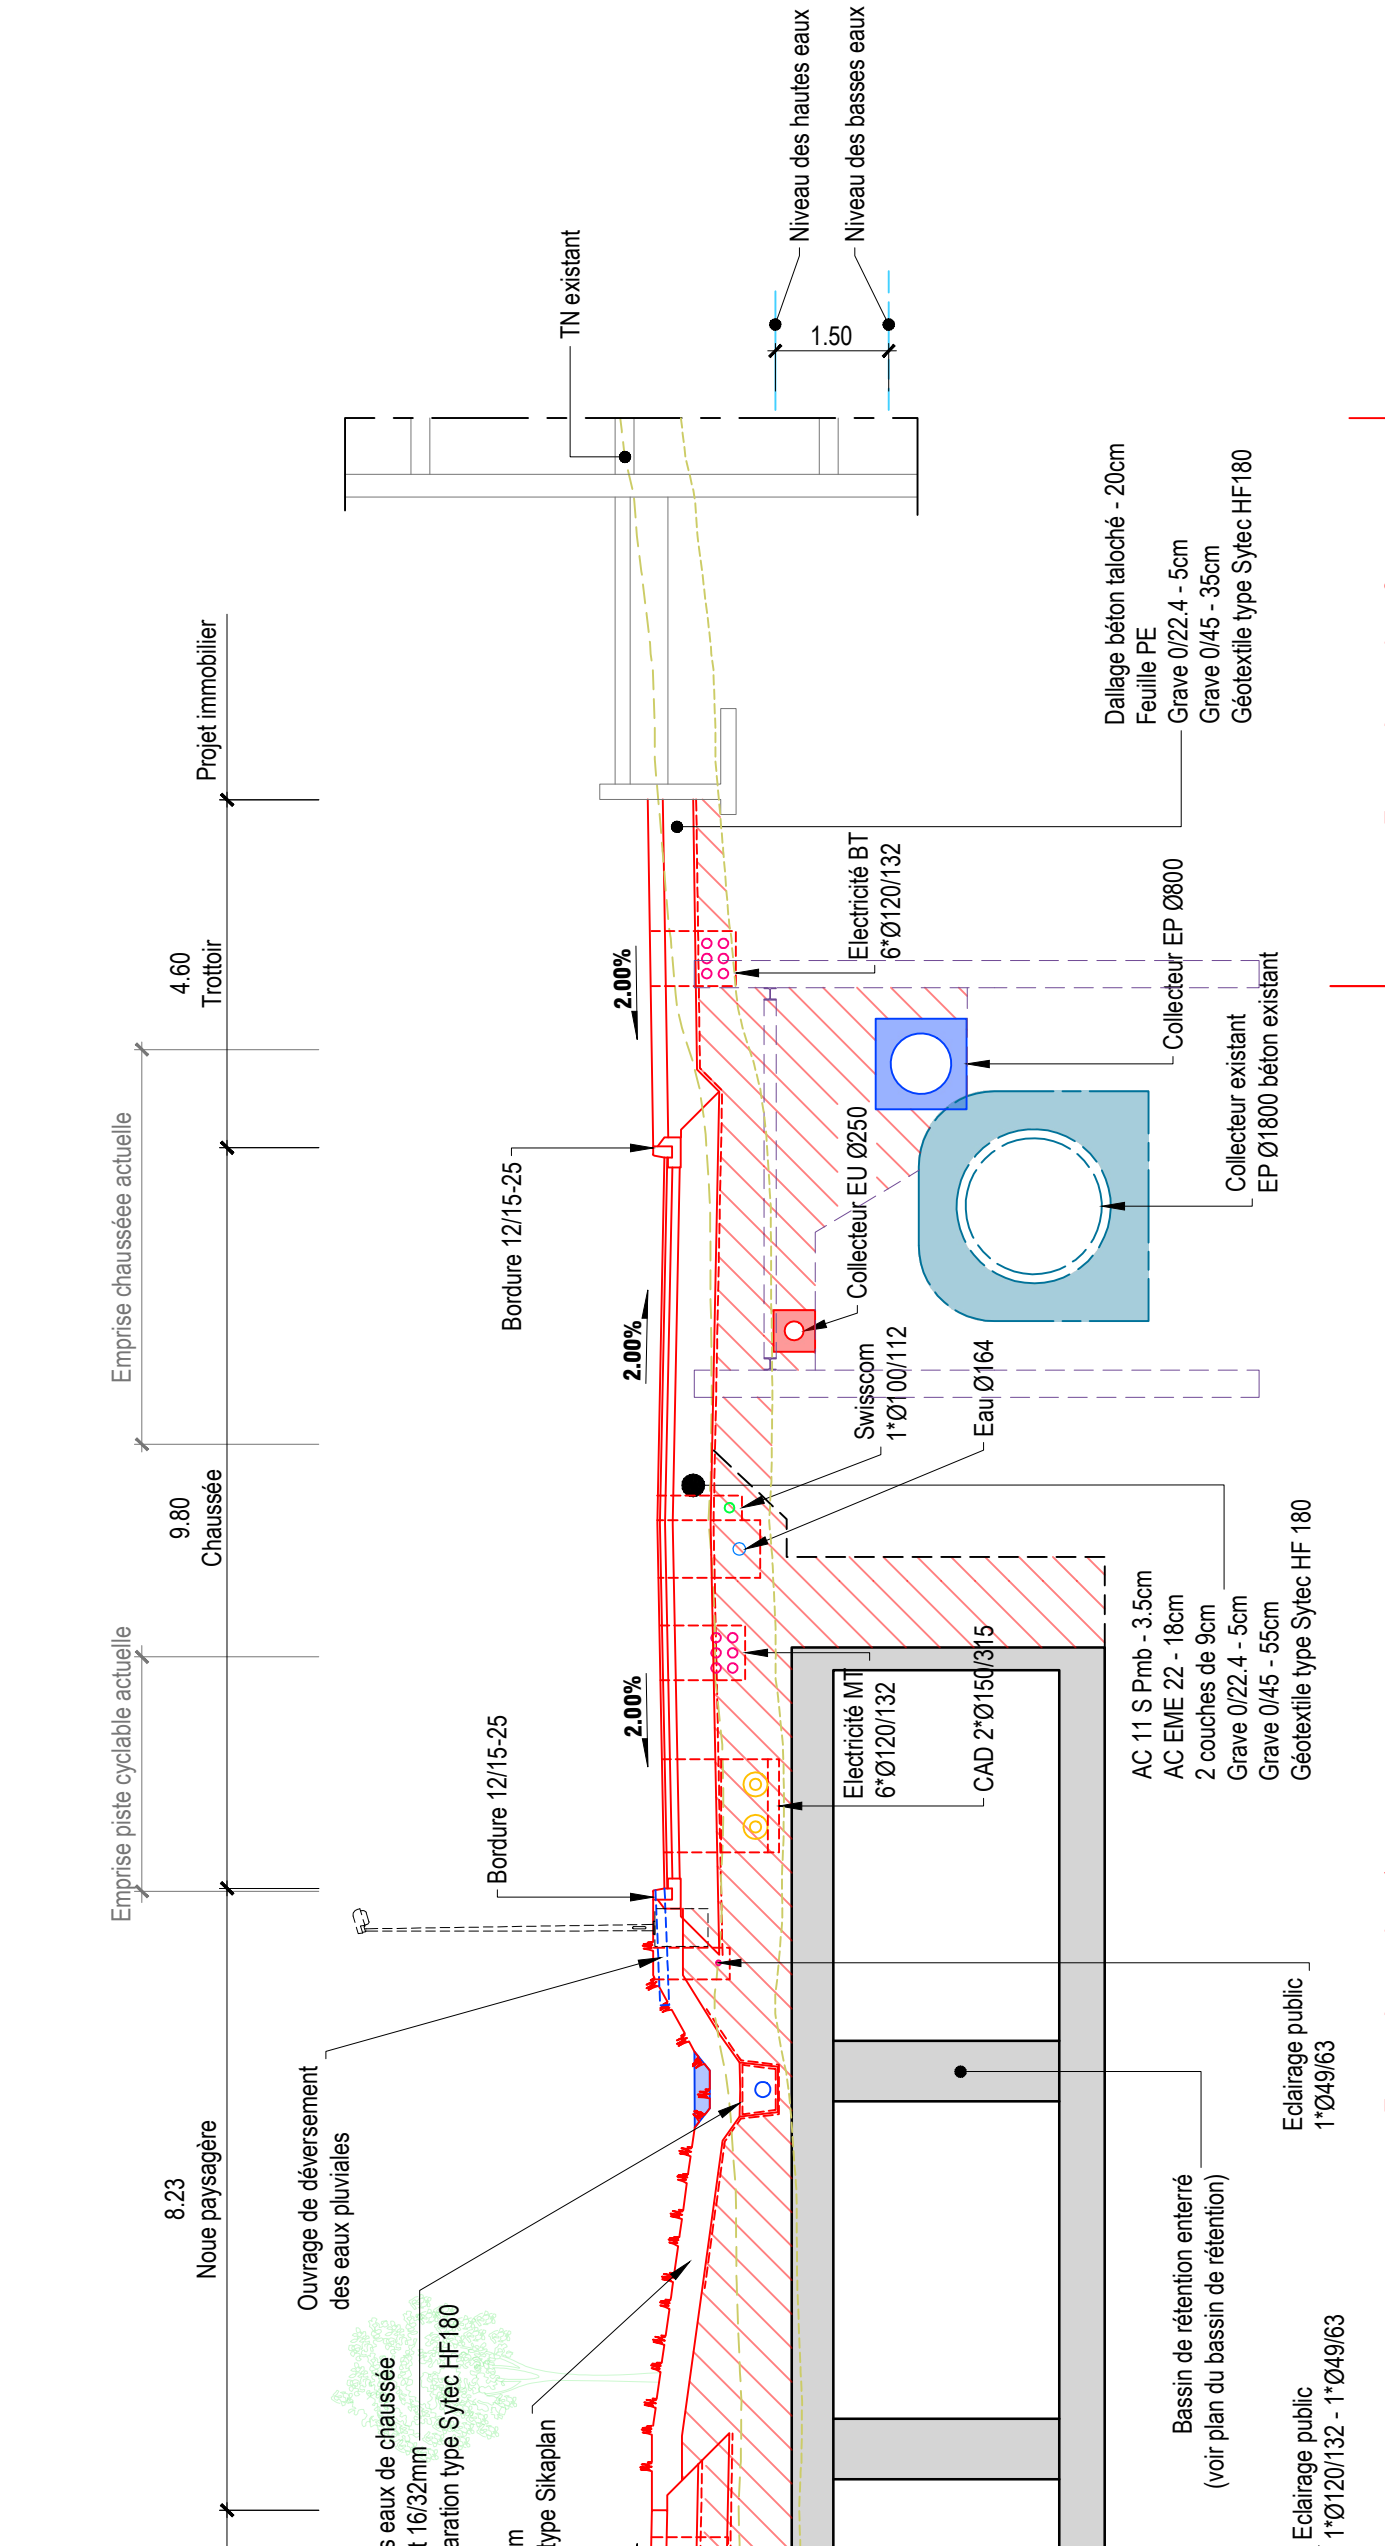 Niveau des hautes eaux
Niveau des basses eaux
TN existant
1.50
Projet immobilier
4.60
Trottoir
Emprise chausséee actuelle
9.80
Chaussée
Emprise piste cyclable actuelle
8.23
Noue paysagère
2.00%
2.00%
2.00%
Bordure 12/15-25
Bordure 12/15-25
Dallage béton taloché - 20cm
Feuille PE
Grave 0/22.4 - 5cm
Grave 0/45 - 35cm
Géotextile type Sytec HF180
Electricité BT
6*Ø120/132
Collecteur EP Ø800
Collecteur existant
EP Ø1800 béton existant
Collecteur EU Ø250
Swisscom
1*Ø100/112
Eau Ø164
AC 11 S Pmb - 3.5cm
AC EME 22 - 18cm
2 couches de 9cm
Grave 0/22.4 - 5cm
Grave 0/45 - 55cm
Géotextile type Sytec HF 180
Electricité MT
6*Ø120/132
CAD 2*Ø150/315
Ouvrage de déversement
des eaux pluviales
eaux de chaussée
16/32mm
type Sytec HF180
type Sikaplan
Eclairage public
1*Ø49/63
Bassin de rétention enterré
(voir plan du bassin de rétention)
Eclairage public
1*Ø120/132 - 1*Ø49/63